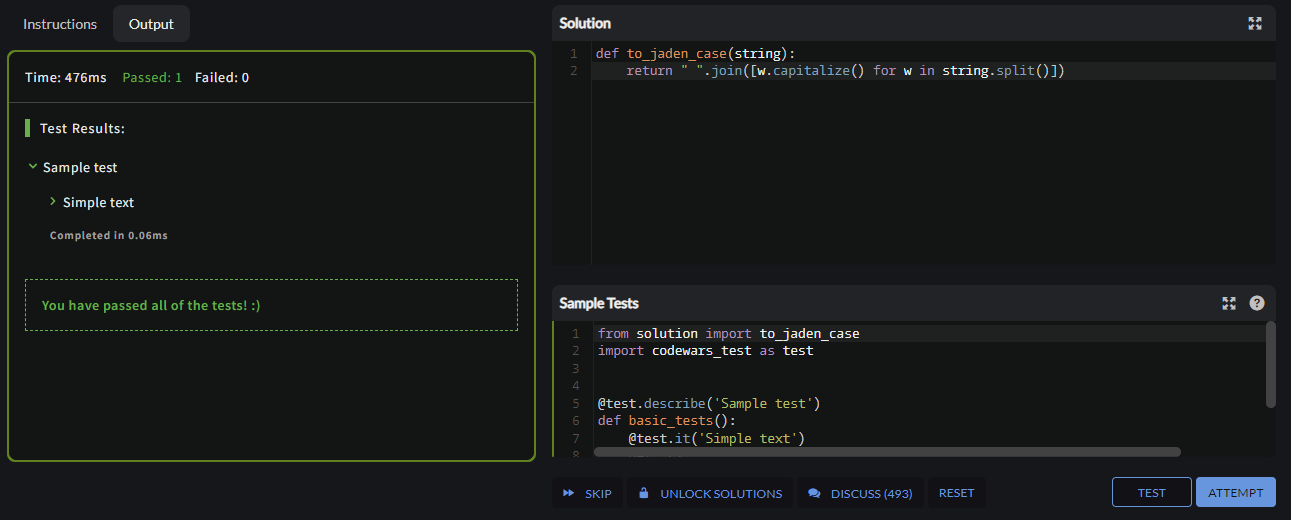 Instructions
Output
Time: 476ms Passed: 1 Failed: 0
Test Results:
Sample test
Simple text
Completed in 0.06ms
You have passed all of the tests! :)
Solution
1 def to_jaden_case(string):
2     return " ".join([w.capitalize() for w in string.split()])
Sample Tests
1 from solution import to_jaden_case
2 import codewars_test as test
3
4
5 @test.describe('Sample test')
6 def basic_tests():
7     @test.it('Simple text')
8
SKIP
UNLOCK SOLUTIONS
DISCUSS (493)
RESET
TEST
ATTEMPT